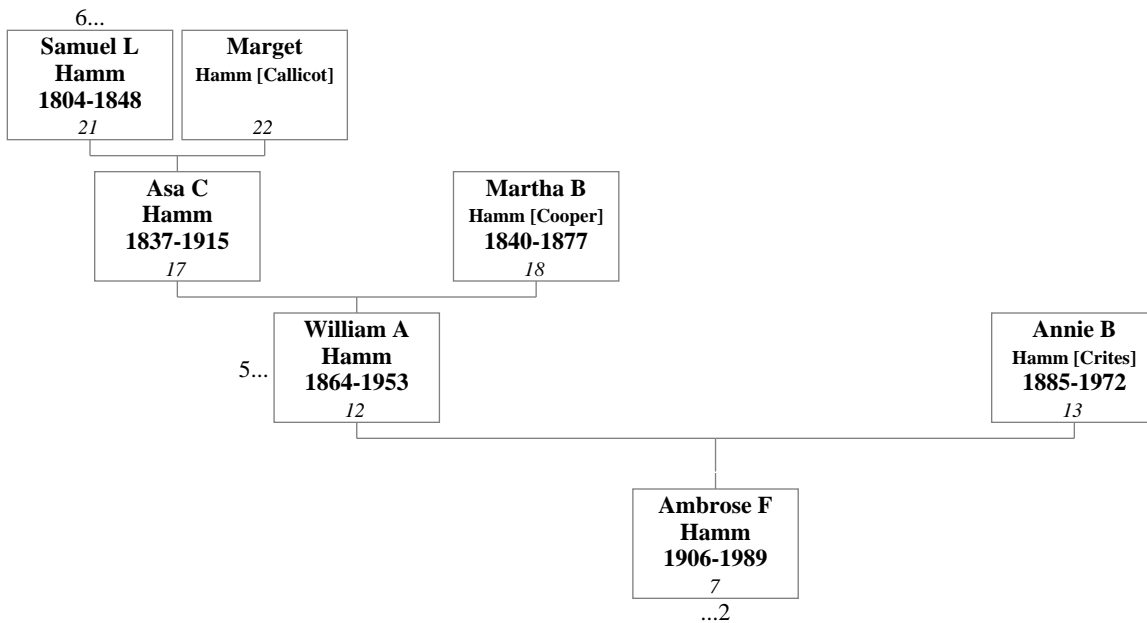 6...
Samuel L
Hamm
1804-1848
21
Marget
Hamm [Callicot]
22
Asa C
Hamm
1837-1915
17
Martha B
Hamm [Cooper]
1840-1877
18
5...
William A
Hamm
1864-1953
12
Annie B
Hamm [Crites]
1885-1972
13
Ambrose F
Hamm
1906-1989
7
...2